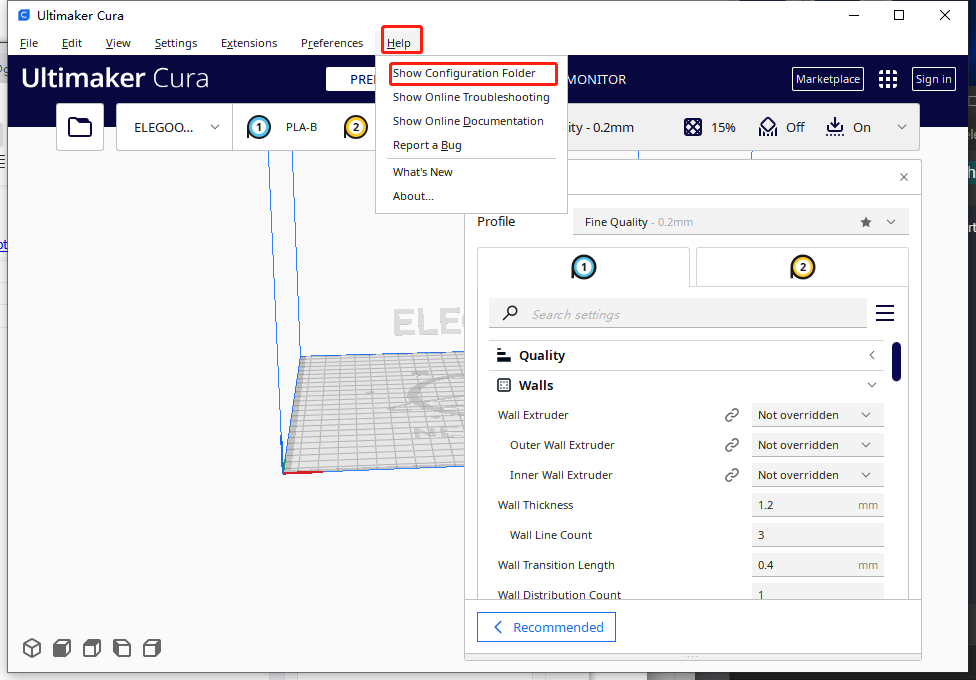 Ultimaker Cura
File Edit View Settings Extensions Preferences Help
Ultimaker Cura PRE MONITOR Marketplace Sign in
Show Configuration Folder
Show Online Troubleshooting
Show Online Documentation
Report a Bug
What's New
About...
ELEGOO... 1 PLA-B 2 ity - 0.2mm 15% Off On
Profile Fine Quality - 0.2mm
1 2
Search settings
ELEG
Quality
Walls
Wall Extruder Not overridden
Outer Wall Extruder Not overridden
Inner Wall Extruder Not overridden
Wall Thickness 1.2 mm
Wall Line Count 3
Wall Transition Length 0.4 mm
Wall Distribution Count 1
Recommended